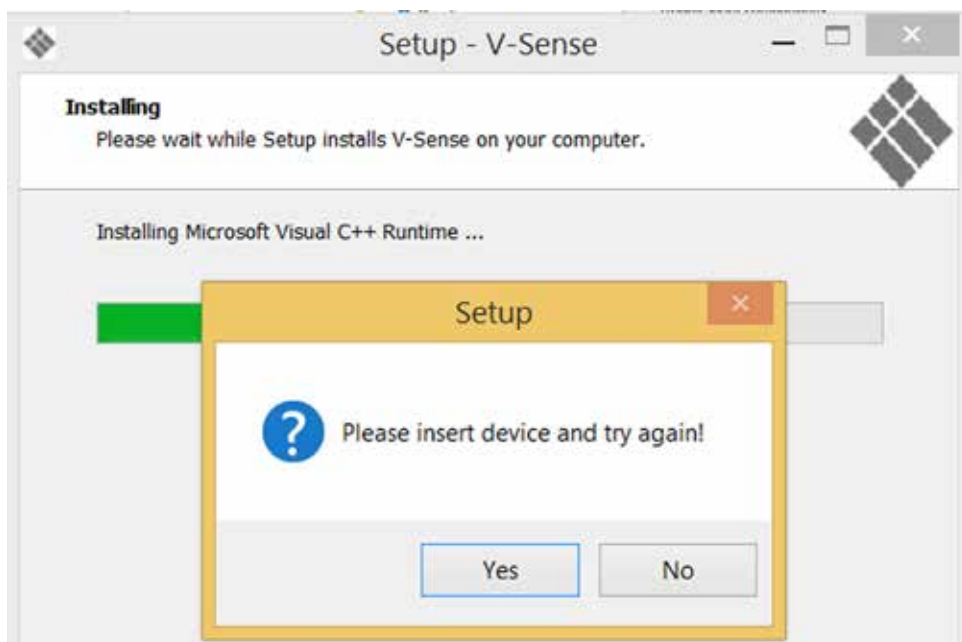 Setup - V-Sense
Installing
Please wait while Setup installs V-Sense on your computer.
Installing Microsoft Visual C++ Runtime ...
Setup
Please insert device and try again!
Yes
No